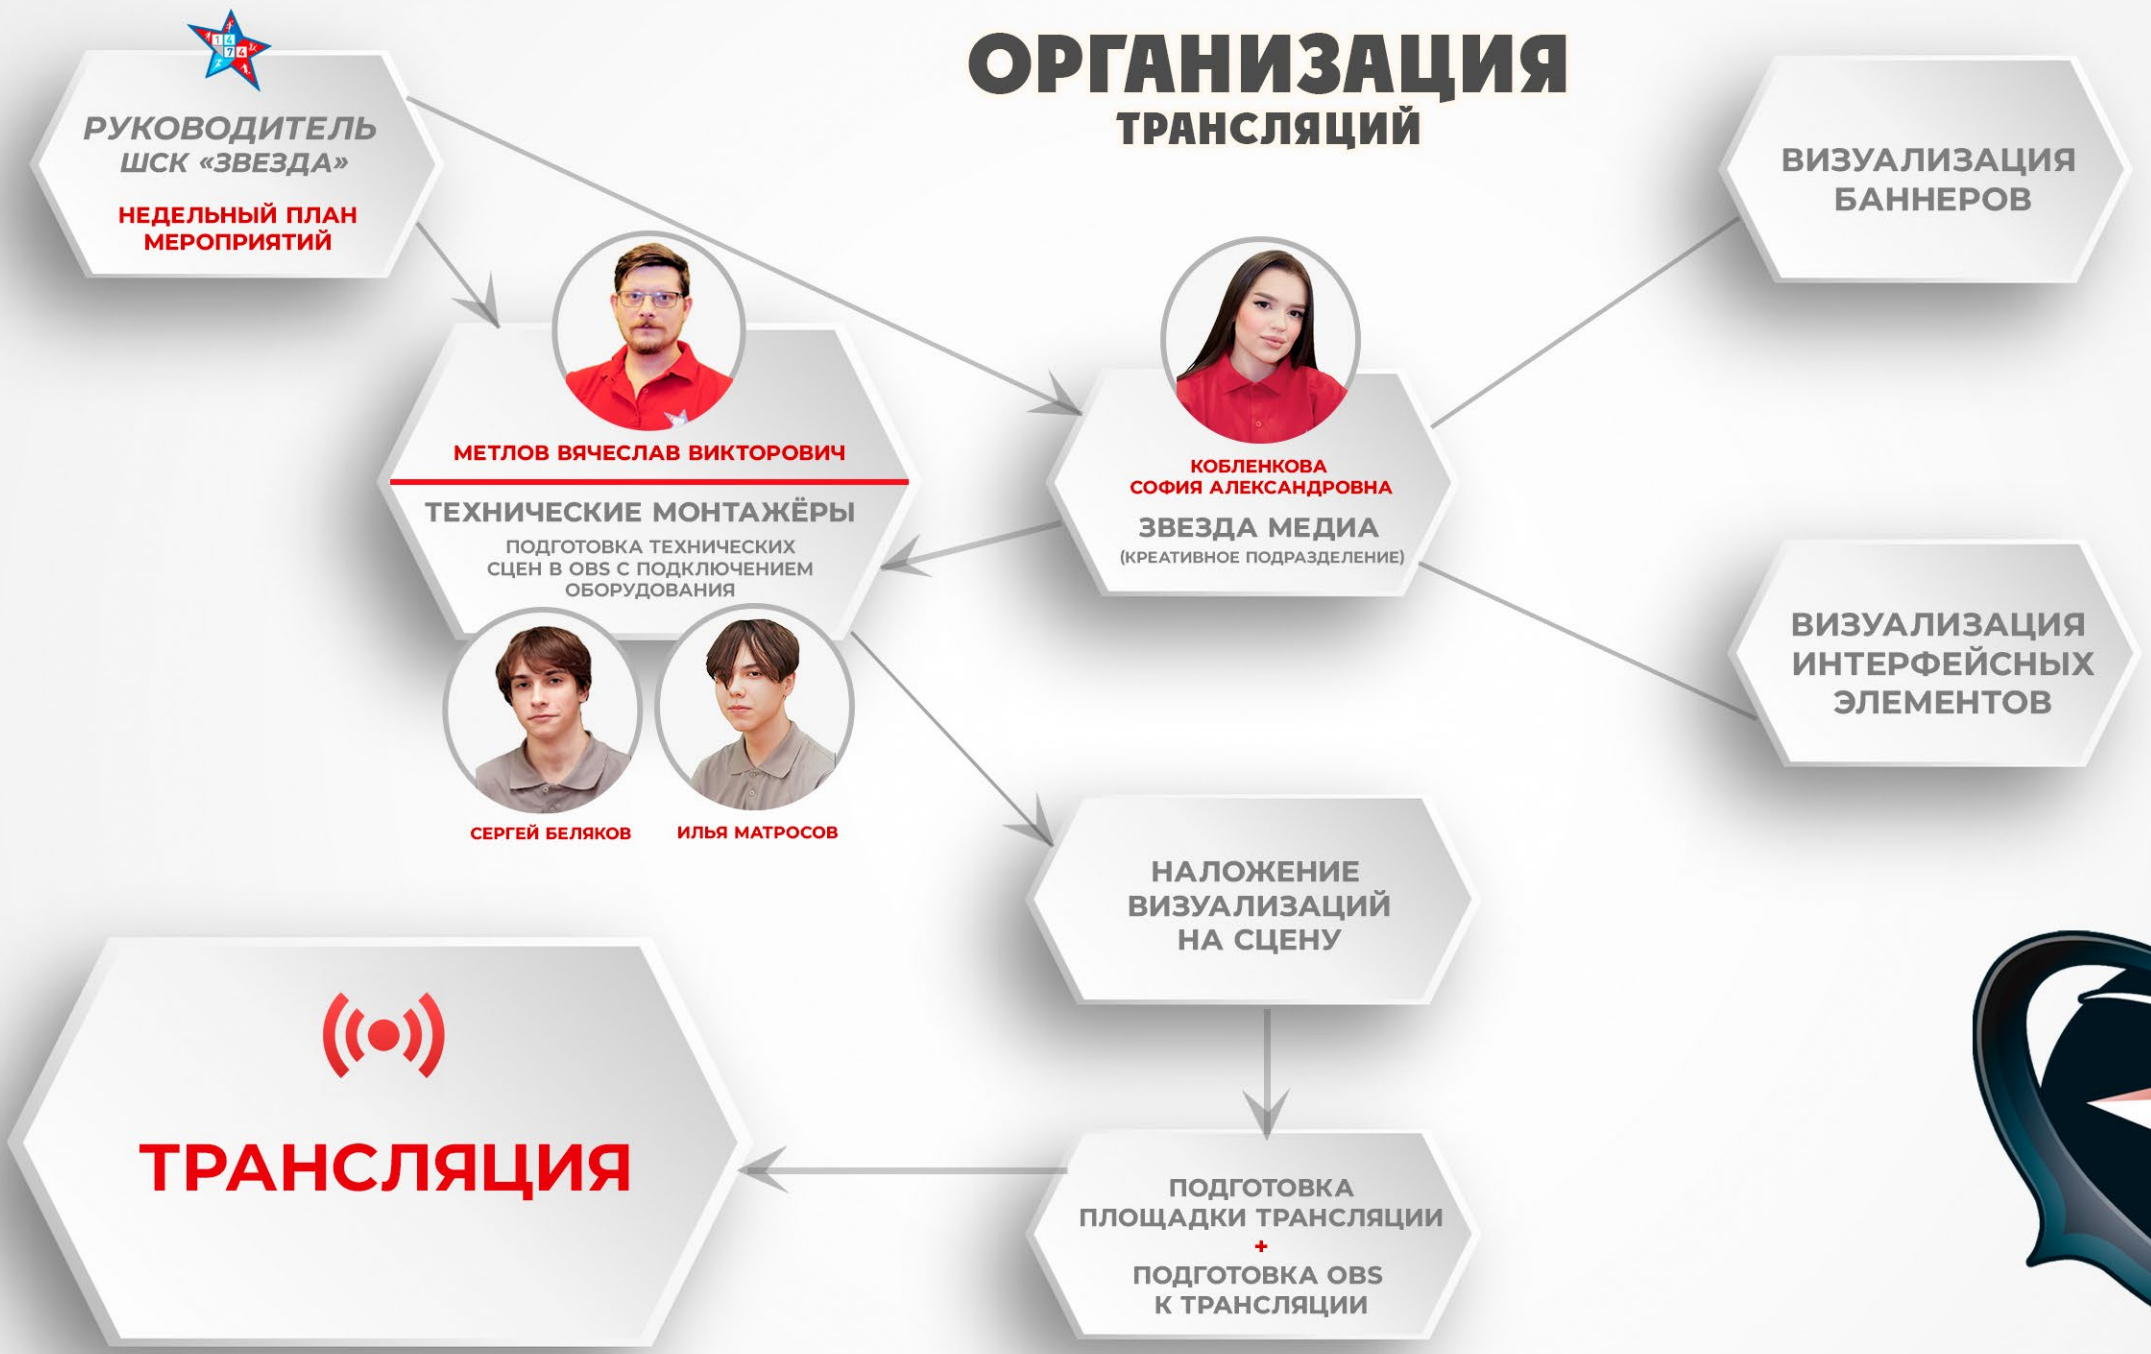 ОРГАНИЗАЦИЯ
ТРАНСЛЯЦИЙ
14
74
РУКОВОДИТЕЛЬ
ШСК «ЗВЕЗДА»
НЕДЕЛЬНЫЙ ПЛАН
МЕРОПРИЯТИЙ
МЕТЛОВ ВЯЧЕСЛАВ ВИКТОРОВИЧ
ТЕХНИЧЕСКИЕ МОНТАЖЁРЫ
ПОДГОТОВКА ТЕХНИЧЕСКИХ
СЦЕН В OBS С ПОДКЛЮЧЕНИЕМ
ОБОРУДОВАНИЯ
СЕРГЕЙ БЕЛЯКОВ
ИЛЬЯ МАТРОСОВ
КОБЛЕНКОВА
СОФИЯ АЛЕКСАНДРОВНА
ЗВЕЗДА МЕДИА
(КРЕАТИВНОЕ ПОДРАЗДЕЛЕНИЕ)
ВИЗУАЛИЗАЦИЯ
БАННЕРОВ
ВИЗУАЛИЗАЦИЯ
ИНТЕРФЕЙСНЫХ
ЭЛЕМЕНТОВ
НАЛОЖЕНИЕ
ВИЗУАЛИЗАЦИЙ
НА СЦЕНУ
ПОДГОТОВКА
ПЛОЩАДКИ ТРАНСЛЯЦИИ
+
ПОДГОТОВКА OBS
К ТРАНСЛЯЦИИ
ТРАНСЛЯЦИЯ